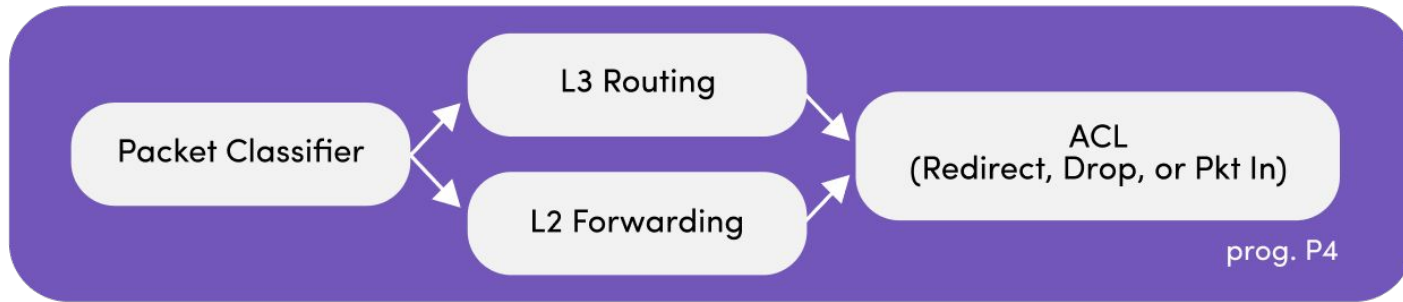 Packet Classifier
L3 Routing
L2 Forwarding
ACL
(Redirect, Drop, or Pkt In)
prog. P4